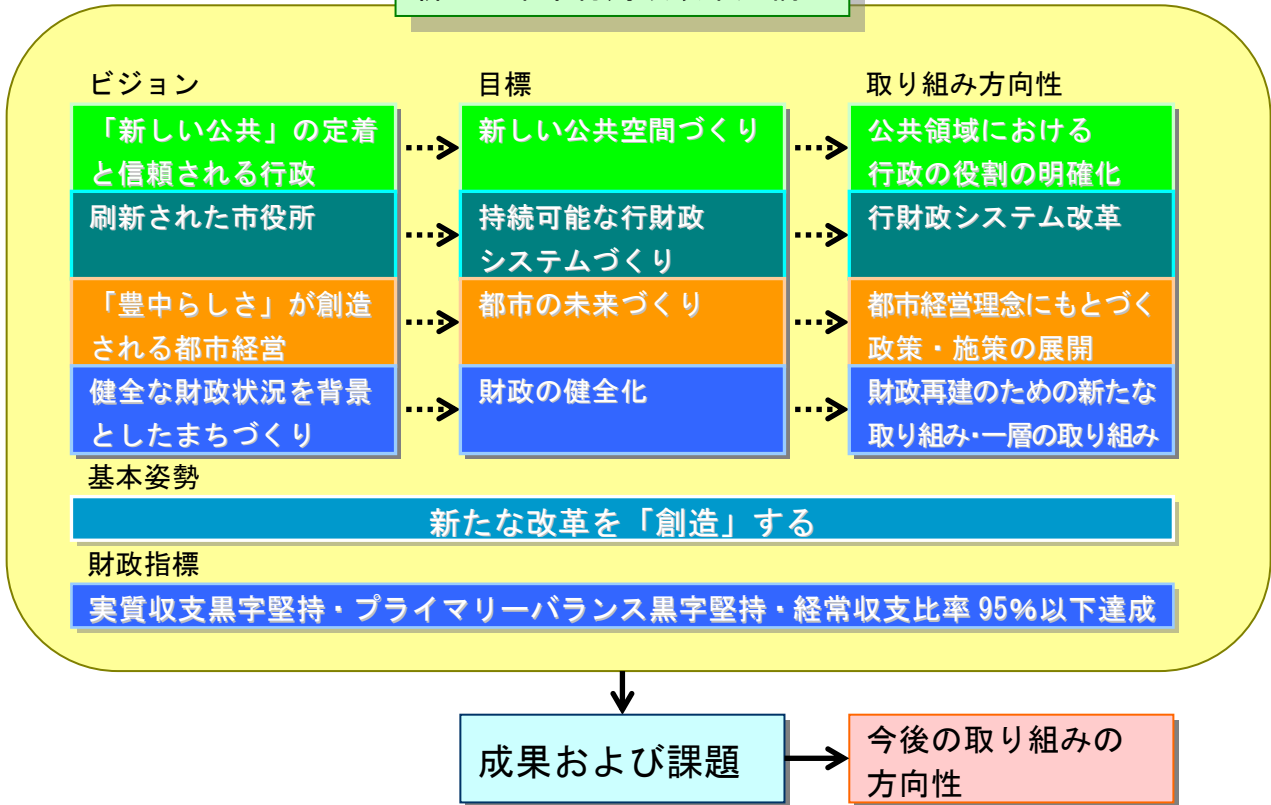 ビジョン
目標
取り組み方向性
「新しい公共」の定着
と信頼される行政
新しい公共空間づくり
公共領域における
行政の役割の明確化
刷新された市役所
持続可能な行財政
システムづくり
行財政システム改革
「豊中らしさ」が創造
される都市経営
都市の未来づくり
都市経営理念にもとづく
政策・施策の展開
健全な財政状況を背景
としたまちづくり
財政の健全化
財政再建のための新たな
取り組み・一層の取り組み
基本姿勢
新たな改革を「創造」する
財政指標
実質収支黒字堅持・プライマリーバランス黒字堅持・経常収支比率 95%以下達成
成果および課題
今後の取り組みの
方向性